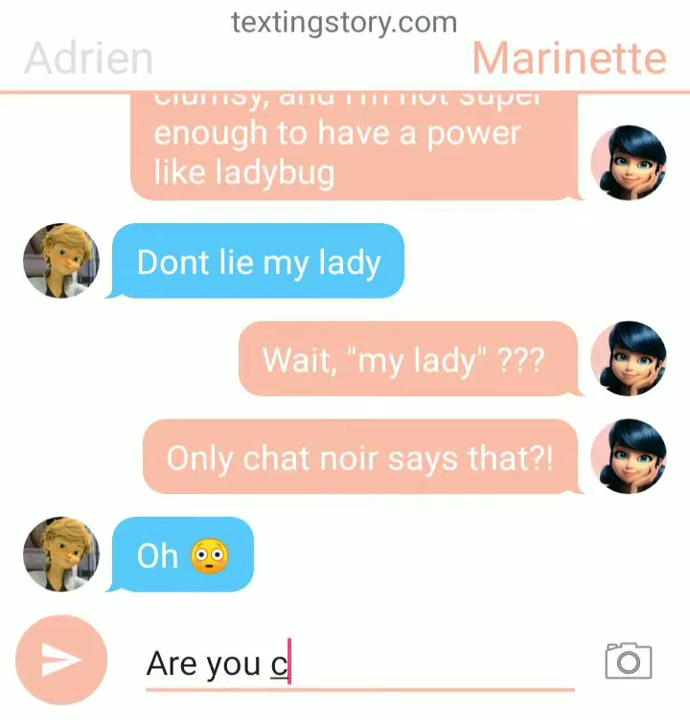 textingstory.com
Adrien
Marinette
clumsy, and I'm not super
enough to have a power
like ladybug
Dont lie my lady
Wait, "my lady" ???
Only chat noir says that?!
Oh 😳
Are you c